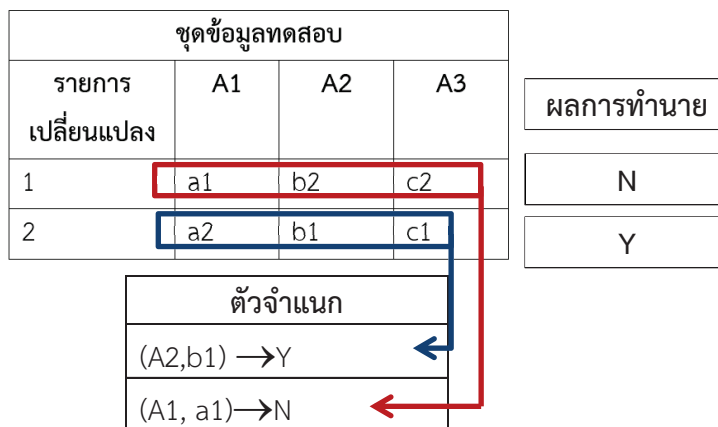 ชุดข้อมูลทดสอบ
รายการ A1 A2 A3
เปลี่ยนแปลง
ผลการทำนาย
1 a1 b2 c2
N
2 a2 b1 c1
Y
ตัวจำแนก
(A2,b1) →Y
(A1, a1)→N